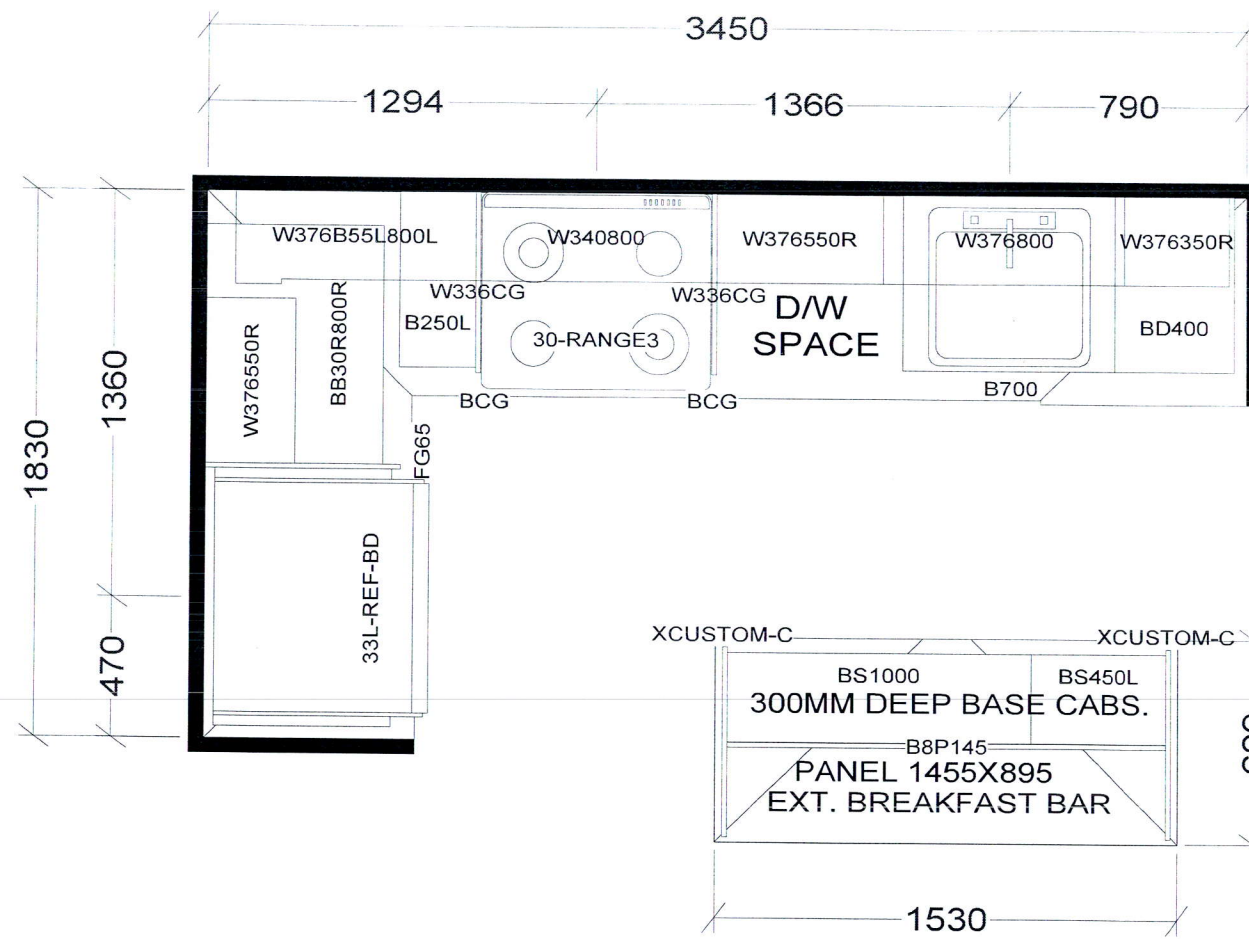 3450
1294
1366
790
1830
1360
470
W376B55L800L
W340800
W376550R
W376800
W376350R
W336CG
W336CG
B250L
30-RANGE3
D/W
SPACE
BD400
BCG
BCG
B700
W376550R
BB30R800R
FG65
33L-REF-BD
XCUSTOM-C
XCUSTOM-C
BS1000
BS450L
300MM DEEP BASE CABS.
B8P145
PANEL 1455X895
EXT. BREAKFAST BAR
1530